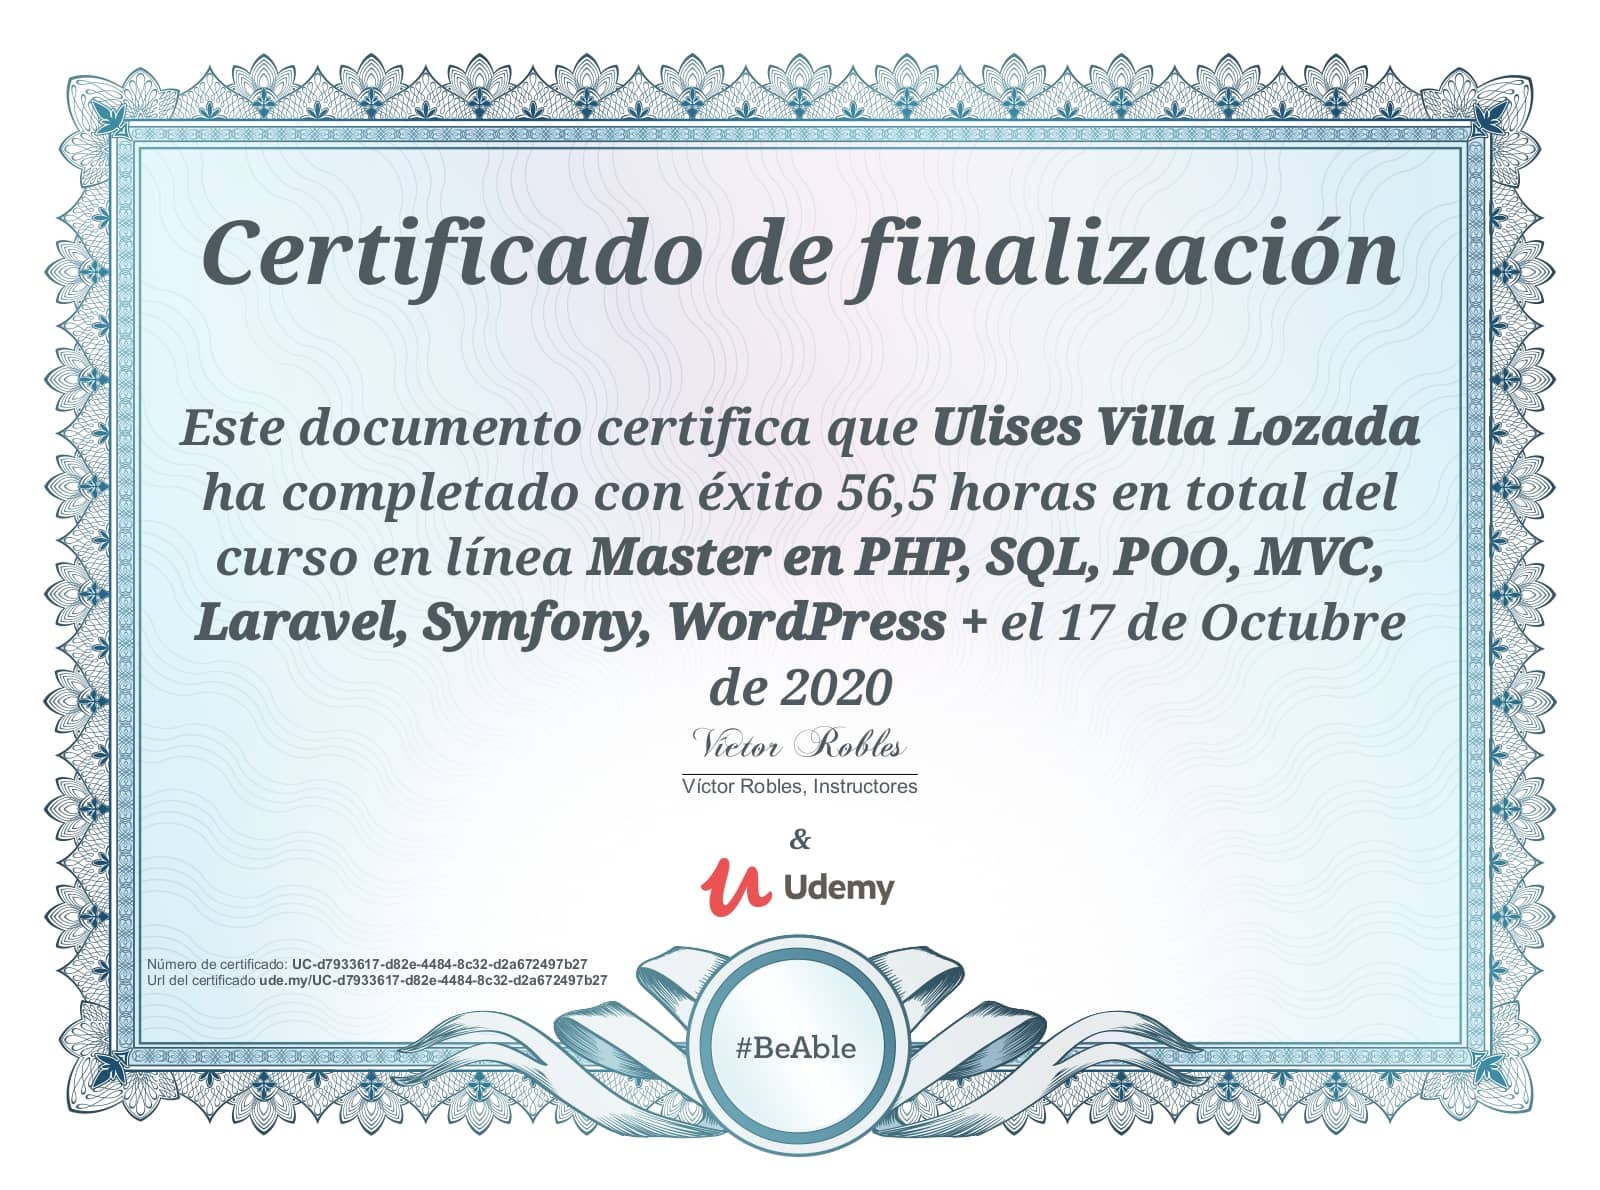 Certificado de finalización
Este documento certifica que Ulises Villa Lozada
ha completado con éxito 56,5 horas en total del
curso en línea Master en PHP, SQL, POO, MVC,
Laravel, Symfony, WordPress + el 17 de Octubre
de 2020
Víctor Robles
Víctor Robles, Instructores
&
Udemy
Número de certificado: UC-d7933617-d82e-4484-8c32-d2a672497b27
Url del certificado ude.my/UC-d7933617-d82e-4484-8c32-d2a672497b27
#BeAble